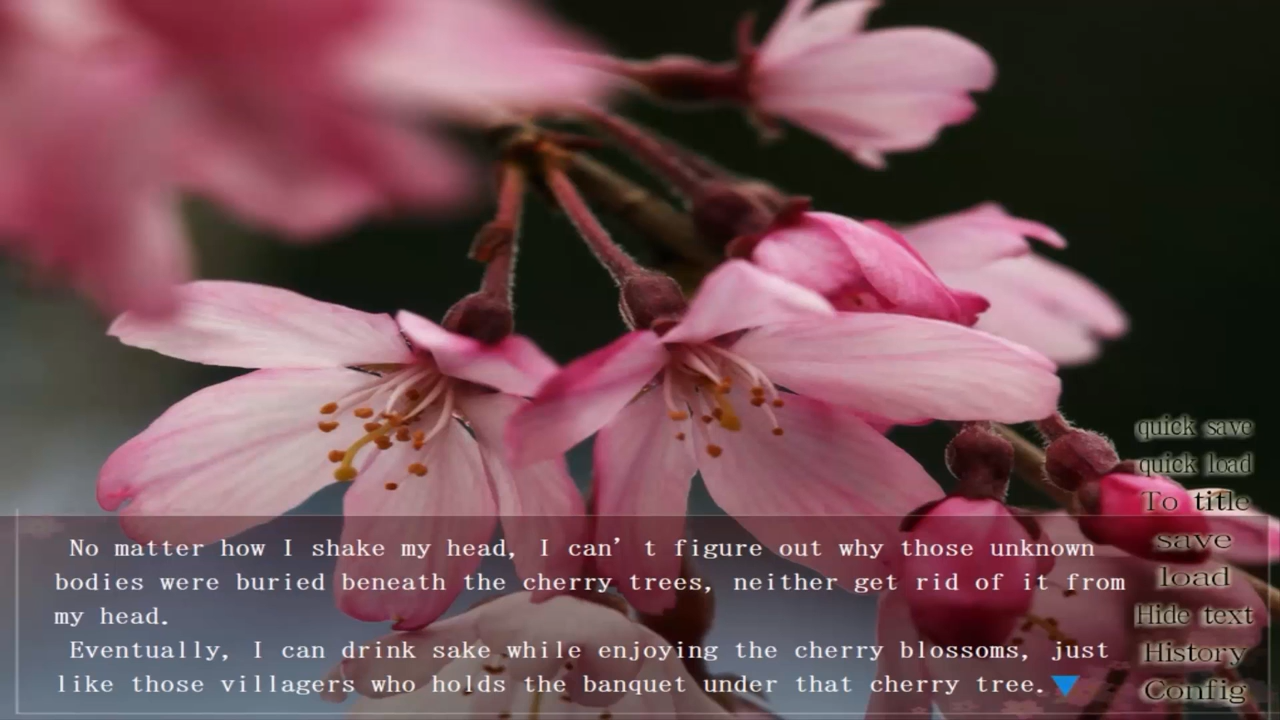 No matter how I shake my head, I can’t figure out why those unknown
bodies were buried beneath the cherry trees, neither get rid of it from
my head.
Eventually, I can drink sake while enjoying the cherry blossoms, just
like those villagers who holds the banquet under that cherry tree.
quick save
quick load
To title
save
load
Hide text
History
Config